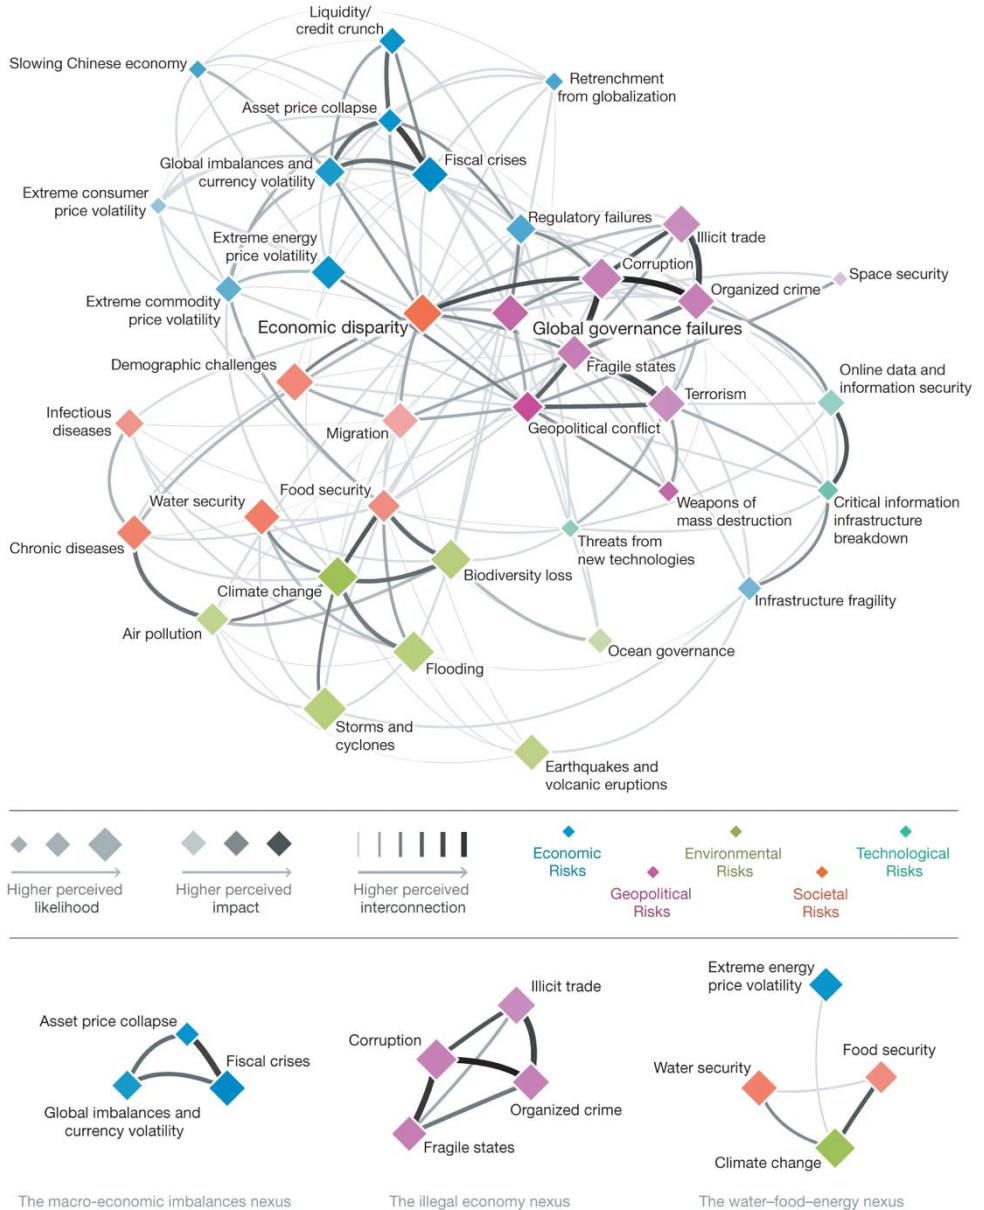 Liquidity/
credit crunch
Slowing Chinese economy
Retrenchment
from globalization
Asset price collapse
Global imbalances and
currency volatility
Fiscal crises
Extreme consumer
price volatility
Regulatory failures
Illicit trade
Extreme energy
price volatility
Corruption
Space security
Organized crime
Extreme commodity
price volatility
Economic disparity
Global governance failures
Fragile states
Demographic challenges
Online data and
information security
Terrorism
Infectious
diseases
Migration
Geopolitical conflict
Food security
Water security
Weapons of
mass destruction
Critical information
infrastructure
breakdown
Chronic diseases
Threats from
new technologies
Biodiversity loss
Climate change
Infrastructure fragility
Air pollution
Ocean governance
Flooding
Storms and
cyclones
Earthquakes and
volcanic eruptions
Higher perceived
likelihood
Higher perceived
impact
Higher perceived
interconnection
Economic
Risks
Geopolitical
Risks
Environmental
Risks
Societal
Risks
Technological
Risks
Asset price collapse
Fiscal crises
Global imbalances and
currency volatility
The macro-economic imbalances nexus
Illicit trade
Corruption
Organized crime
Fragile states
The illegal economy nexus
Extreme energy
price volatility
Food security
Water security
Climate change
The water–food–energy nexus